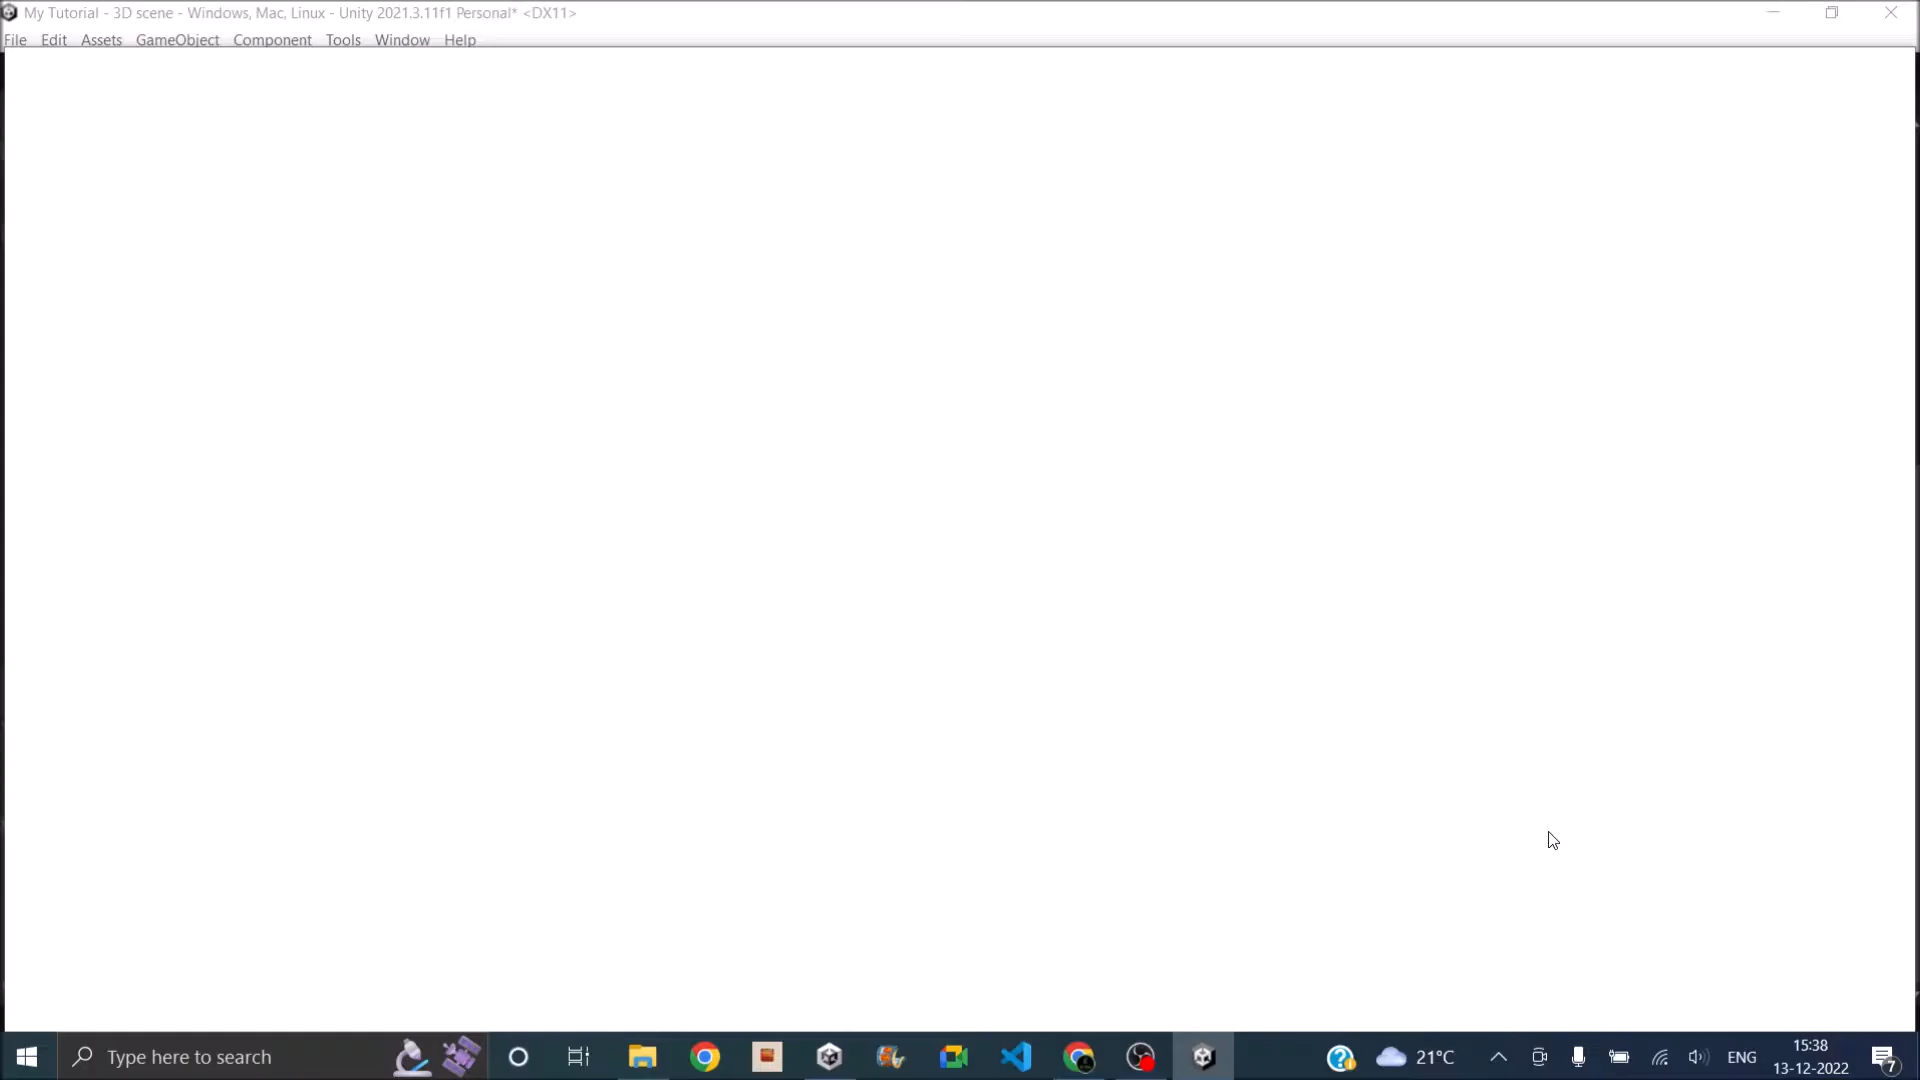 My Tutorial - 3D scene - Windows, Mac, Linux - Unity 2021.3.11f1 Personal* <DX11>
File Edit Assets GameObject Component Tools Window Help
Type here to search
21°C
ENG
15:38
13-12-2022
7